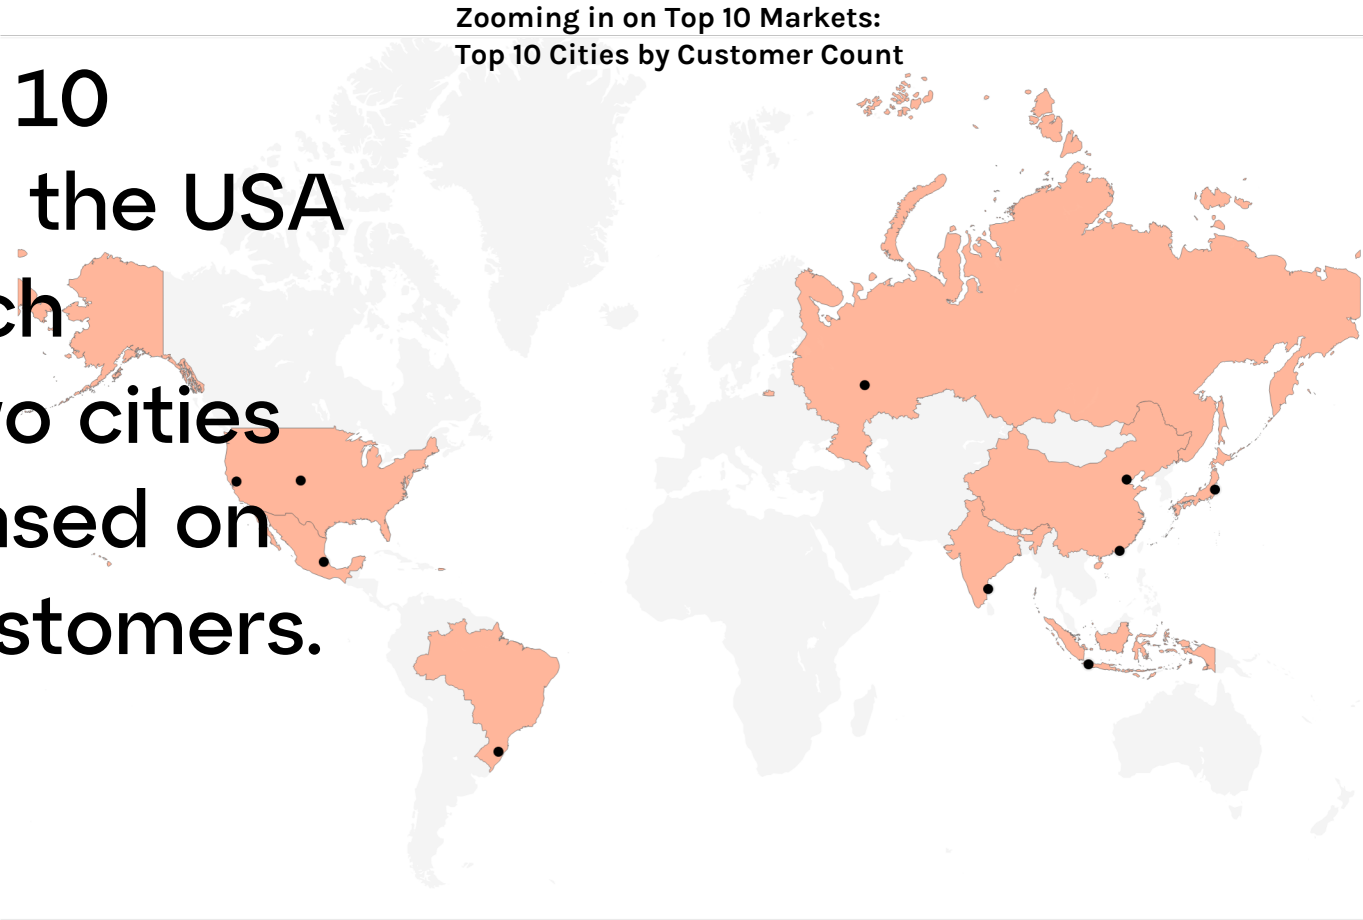 Zooming in on Top 10 Markets:
Top 10 Cities by Customer Count
10
the USA
ch
o cities
sed on
stomers.